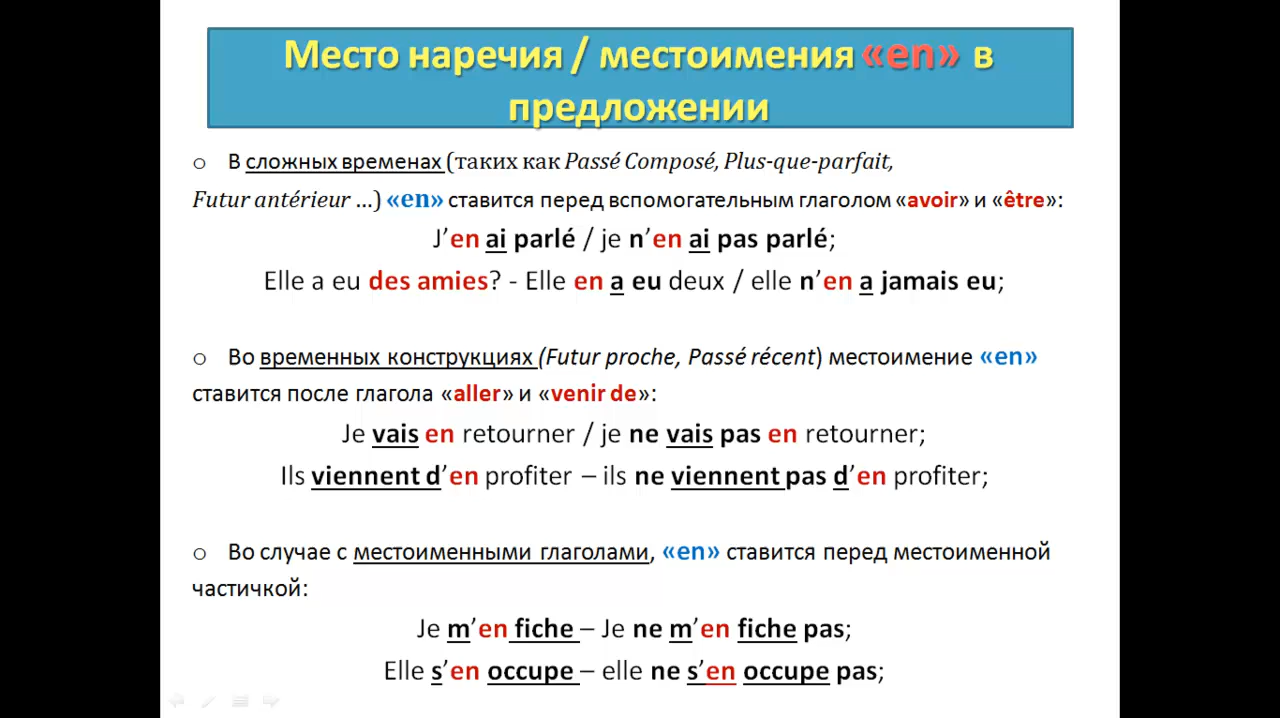 Место наречия / местоимения «en» в
предложении
o В сложных временах (таких как Passé Composé, Plus-que-parfait,
Futur antérieur ...) «en» ставится перед вспомогательным глаголом «avoir» и «être»:
J’en ai parlé / je n’en ai pas parlé;
Elle a eu des amies? - Elle en a eu deux / elle n’en a jamais eu;
o Во временных конструкциях (Futur proche, Passé récent) местоимение «en»
ставится после глагола «aller» и «venir de»:
Je vais en retourner / je ne vais pas en retourner;
Ils viennent d’en profiter – ils ne viennent pas d’en profiter;
o Во случае с местоименными глаголами, «en» ставится перед местоименной
частичкой:
Je m’en fiche – Je ne m’en fiche pas;
Elle s’en occupe – elle ne s’en occupe pas;